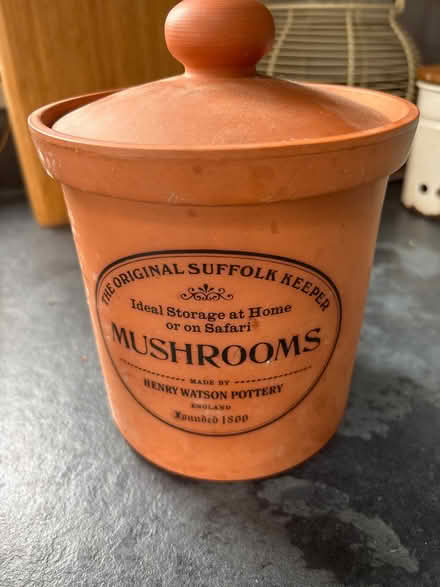 THE ORIGINAL SUFFOLK KEEPER
Ideal Storage at Home
or on Safari
MUSHROOMS
MADE BY
HENRY WATSON POTTERY
ENGLAND
Founded 1800